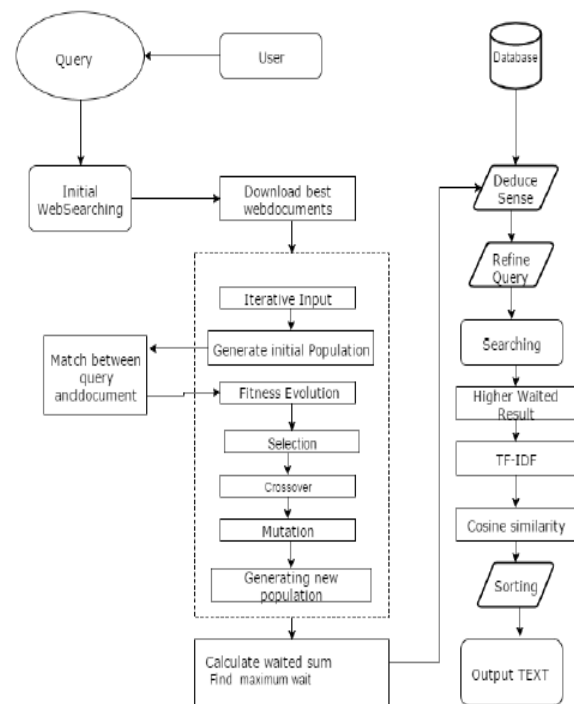 Query
User
Initial
WebSearching
Download best
webdocuments
Iterative Input
Generate initial Population
Match between
query
anddocument
Fitness Evolution
Selection
Crossover
Mutation
Generating new
population
Calculate waited sum
Find maximum wait
Database
Deduce
Sense
Refine
Query
Searching
Higher Waited
Result
TF-IDF
Cosine similarity
Sorting
Output TEXT